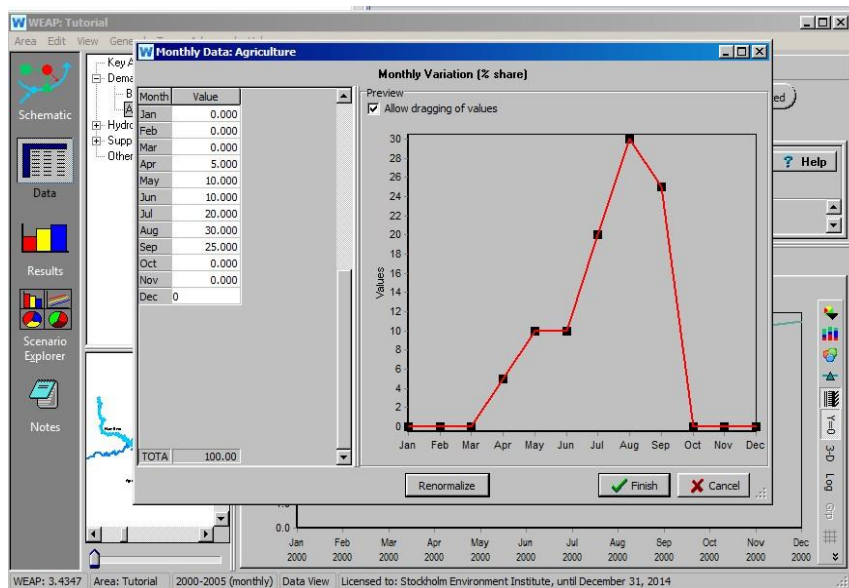 WEAP: Tutorial
Area Edit View
Monthly Data: Agriculture
Monthly Variation (% share)
Key A
Dema
B
A
Hydro
Supp
Other
Schematic
Data
Results
Scenario
Explorer
Notes
Month Value
Jan 0.000
Feb 0.000
Mar 0.000
Apr 5.000
May 10.000
Jun 10.000
Jul 20.000
Aug 30.000
Sep 25.000
Oct 0.000
Nov 0.000
Dec 0
TOTA 100.00
Preview
Allow dragging of values
30
28
26
24
22
20
18
16
14
12
10
8
6
4
2
0
Values
Jan Feb Mar Apr May Jun Jul Aug Sep Oct Nov Dec
Renormalize Finish Cancel
Help
Y=0
3-D
Log
0.0
Jan Feb Mar Apr May Jun Jul Aug Sep Oct Nov Dec
2000 2000 2000 2000 2000 2000 2000 2000 2000 2000 2000 2000
WEAP: 3.4347 Area: Tutorial 2000-2005 (monthly) Data View Licensed to: Stockholm Environment Institute, until December 31, 2014